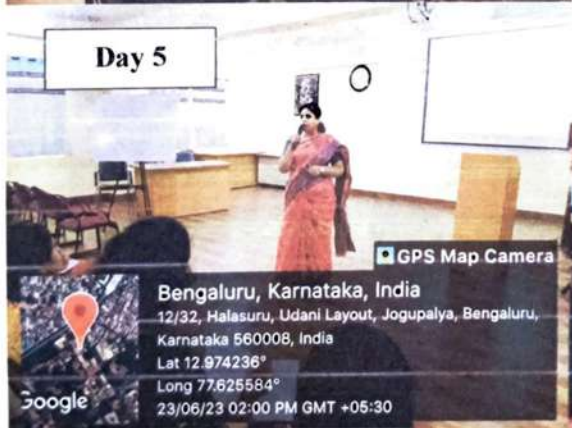 Day 5
GPS Map Camera
Bengaluru, Karnataka, India
12/32, Halasuru, Udani Layout, Jogupalya, Bengaluru,
Karnataka 560008, India
Lat 12.974236°
Long 77.625584°
23/06/23 02:00 PM GMT +05:30
Google